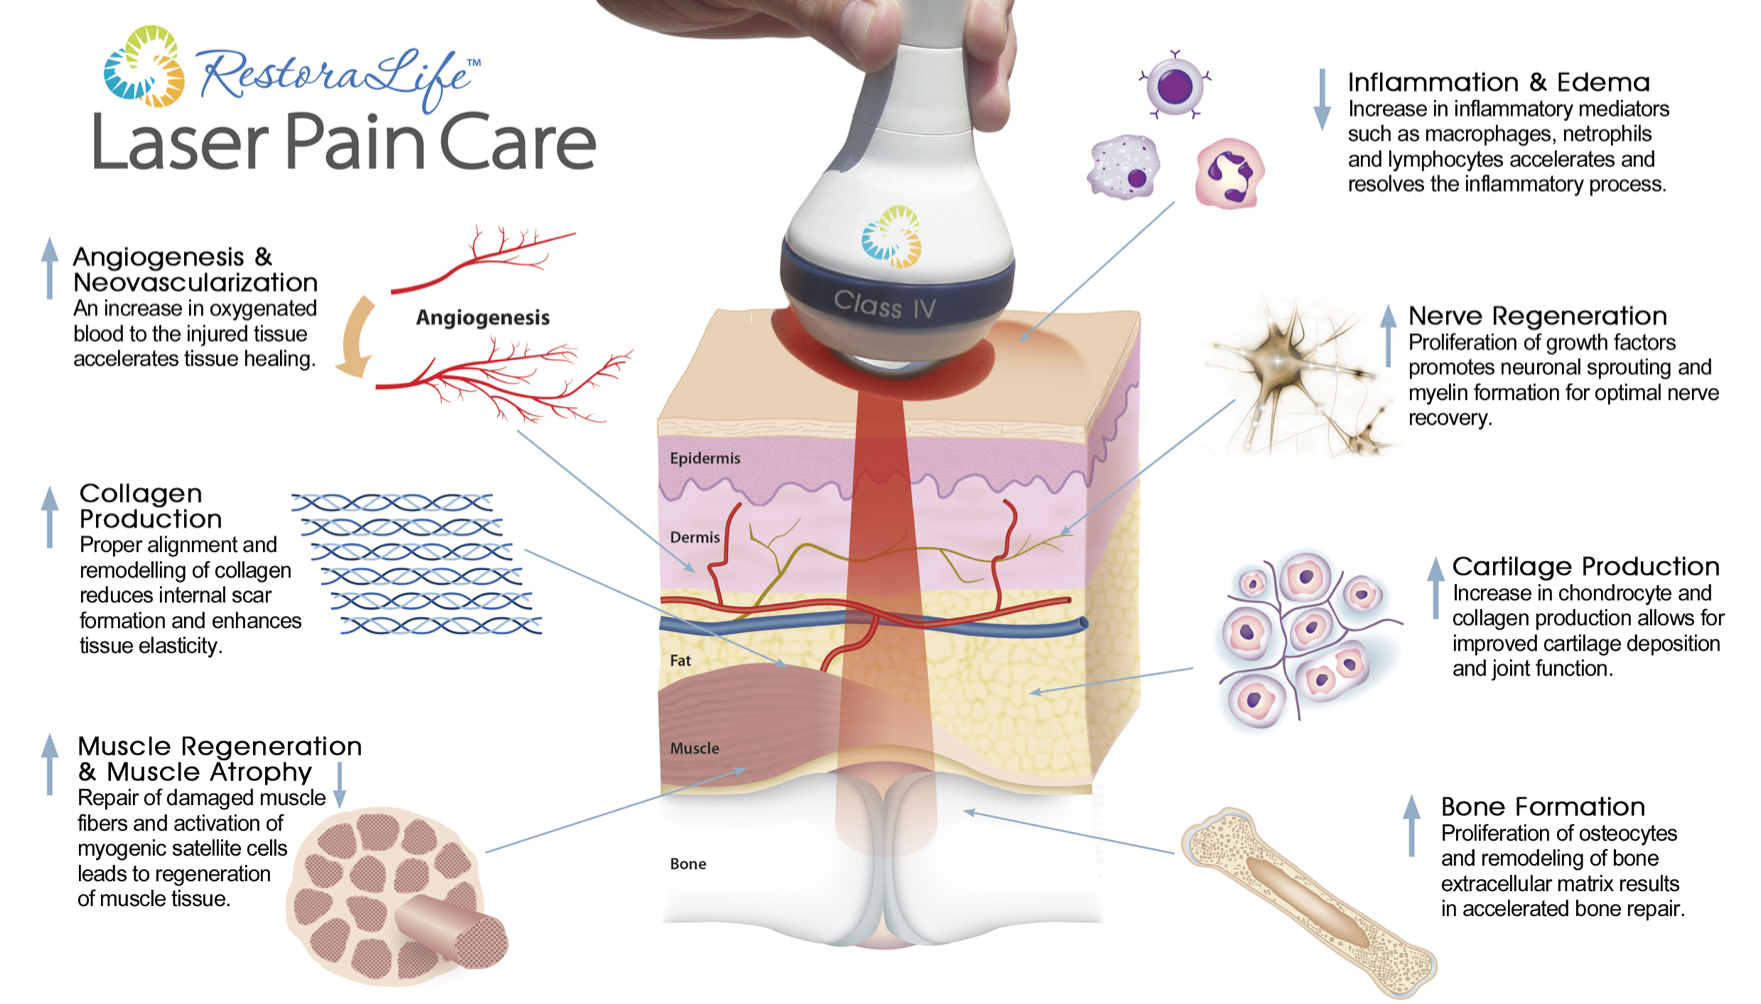 RestoraLife™
Laser Pain Care
Angiogenesis &
Neovascularization
An increase in oxygenated
blood to the injured tissue
accelerates tissue healing.
Angiogenesis
Collagen
Production
Proper alignment and
remodelling of collagen
reduces internal scar
formation and enhances
tissue elasticity.
Muscle Regeneration
& Muscle Atrophy
Repair of damaged muscle
fibers and activation of
myogenic satellite cells
leads to regeneration
of muscle tissue.
Class IV
Epidermis
Dermis
Fat
Muscle
Bone
Inflammation & Edema
Increase in inflammatory mediators
such as macrophages, netrophils
and lymphocytes accelerates and
resolves the inflammatory process.
Nerve Regeneration
Proliferation of growth factors
promotes neuronal sprouting and
myelin formation for optimal nerve
recovery.
Cartilage Production
Increase in chondrocyte and
collagen production allows for
improved cartilage deposition
and joint function.
Bone Formation
Proliferation of osteocytes
and remodeling of bone
extracellular matrix results
in accelerated bone repair.